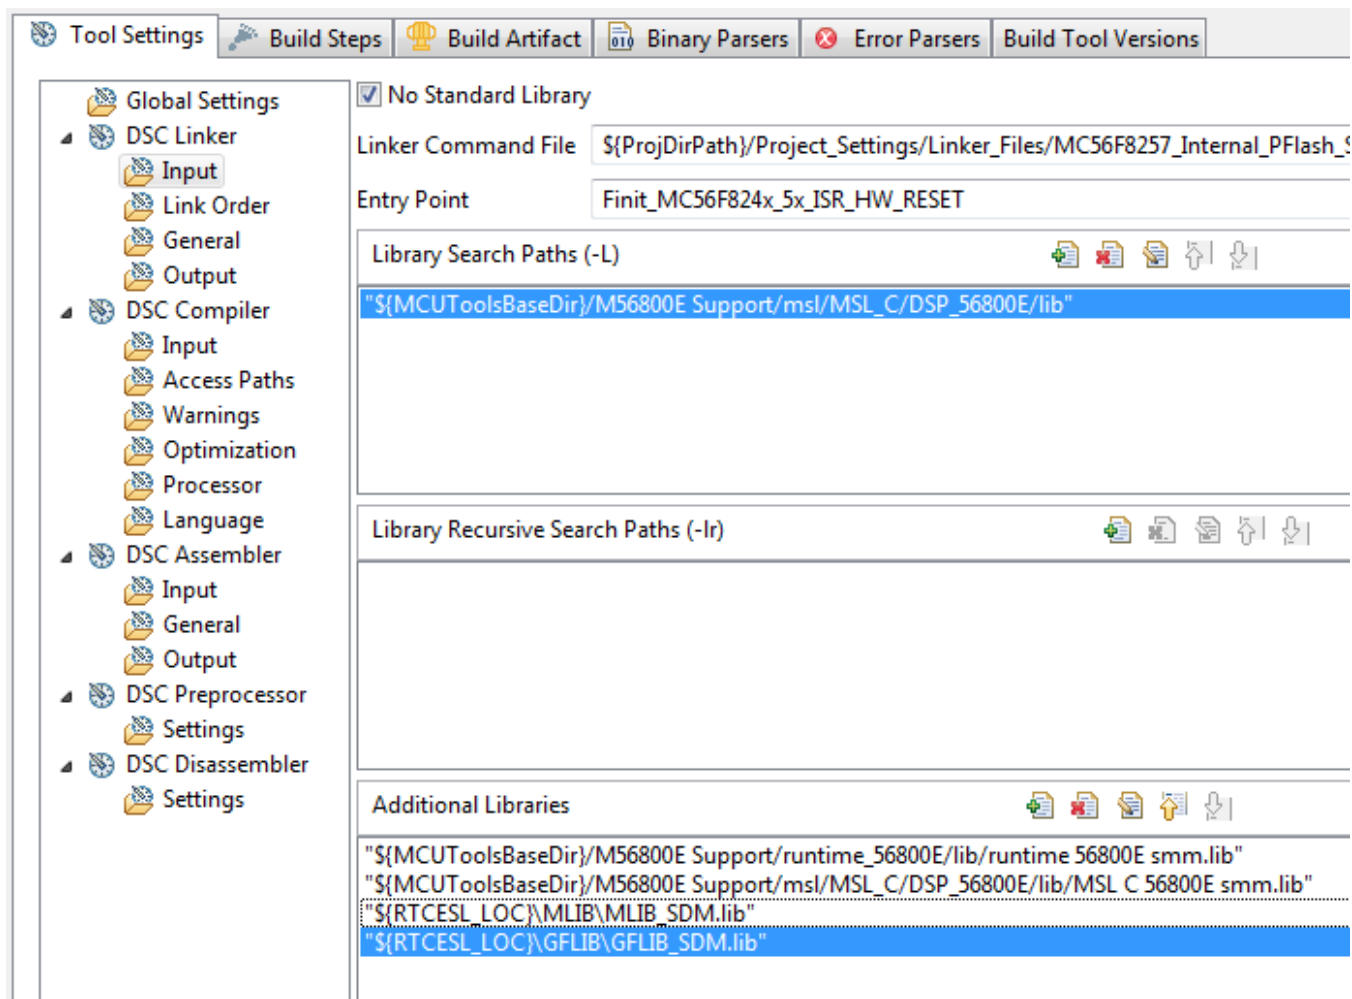 Tool Settings
Build Steps
Build Artifact
Binary Parsers
Error Parsers
Build Tool Versions
Global Settings
DSC Linker
Input
Link Order
General
Output
DSC Compiler
Input
Access Paths
Warnings
Optimization
Processor
Language
DSC Assembler
Input
General
Output
DSC Preprocessor
Settings
DSC Disassembler
Settings
No Standard Library
Linker Command File ${ProjDirPath}/Project_Settings/Linker_Files/MC56F8257_Internal_PFlash_S
Entry Point Finit_MC56F824x_5x_ISR_HW_RESET
Library Search Paths (-L)
"${MCUToolsBaseDir}/M56800E Support/msl/MSL_C/DSP_56800E/lib"
Library Recursive Search Paths (-lr)
Additional Libraries
"${MCUToolsBaseDir}/M56800E Support/runtime_56800E/lib/runtime 56800E smm.lib"
"${MCUToolsBaseDir}/M56800E Support/msl/MSL_C/DSP_56800E/lib/MSL C 56800E smm.lib"
"${RTCESL_LOC}\MLIB\MLIB_SDM.lib"
"${RTCESL_LOC}\GFLIB\GFLIB_SDM.lib"